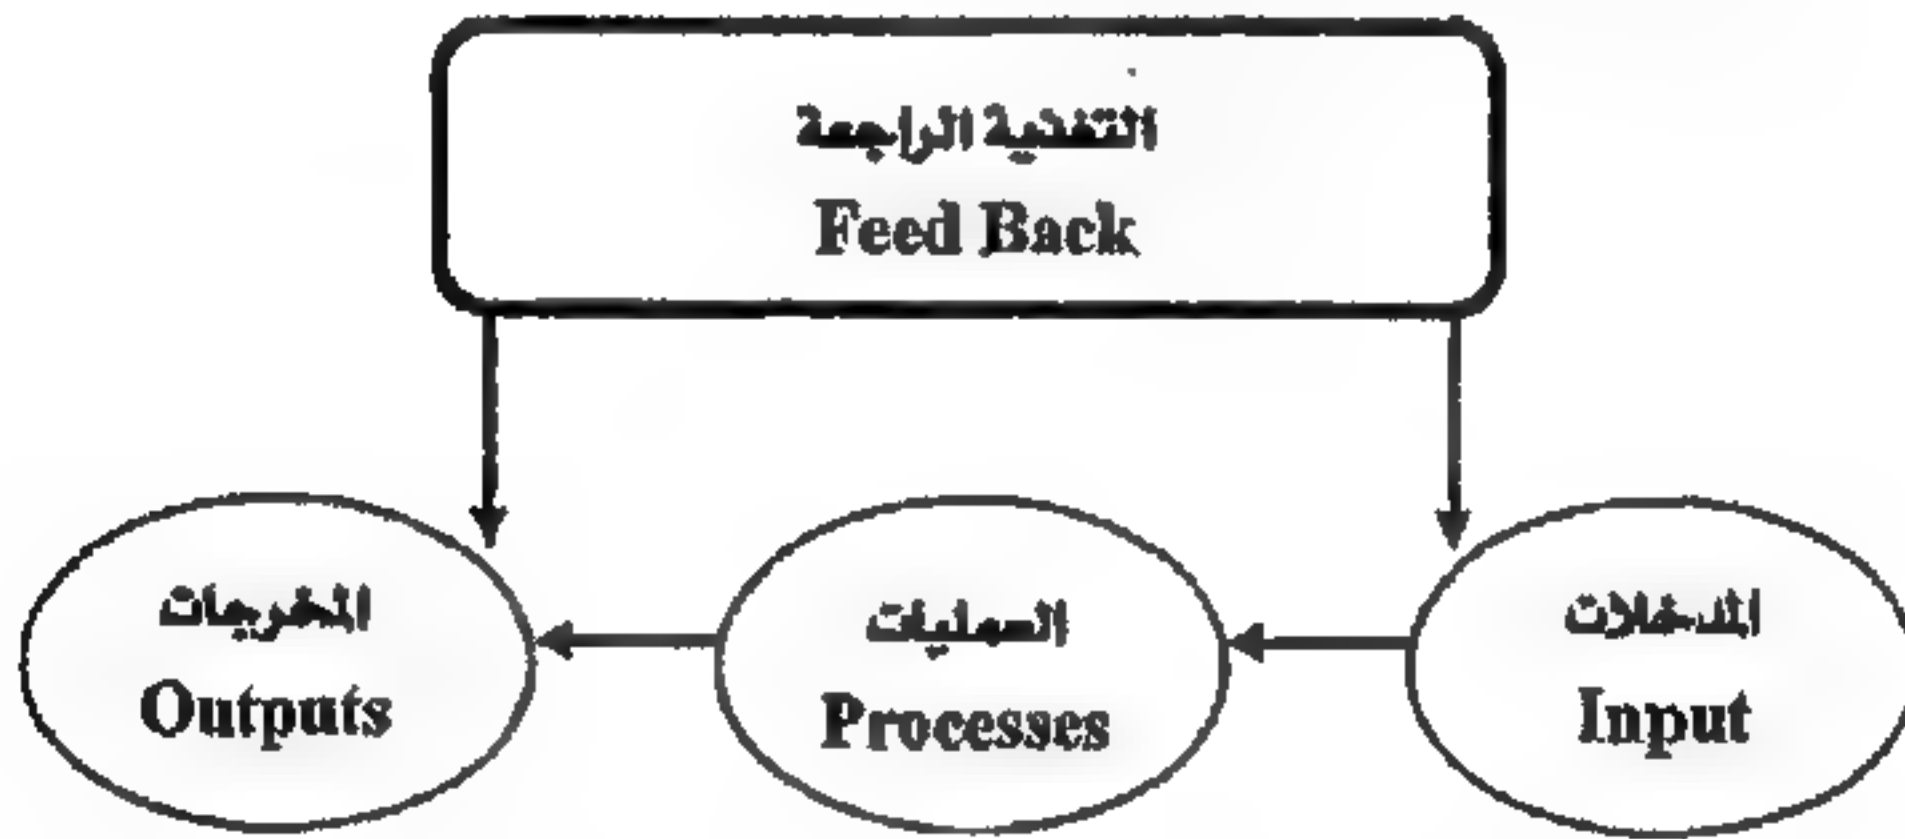 التغذية الراجعة
Feed Back
المدخلات
Input
العمليات
Processes
المخرجات
Outputs